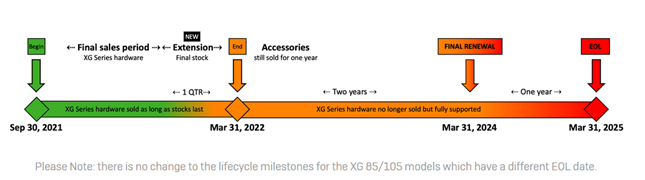 NEW
Begin
← Final sales period →
← Extension →
End
Accessories
FINAL RENEWAL
EOL
XG Series hardware
Final stock
still sold for one year
← 1 QTR →
← Two years →
← One year →
XG Series hardware sold as long as stocks last
XG Series hardware no longer sold but fully supported
Sep 30, 2021
Mar 31, 2022
Mar 31, 2024
Mar 31, 2025
Please Note: there is no change to the lifecycle milestones for the XG 85/105 models which have a different EOL date.